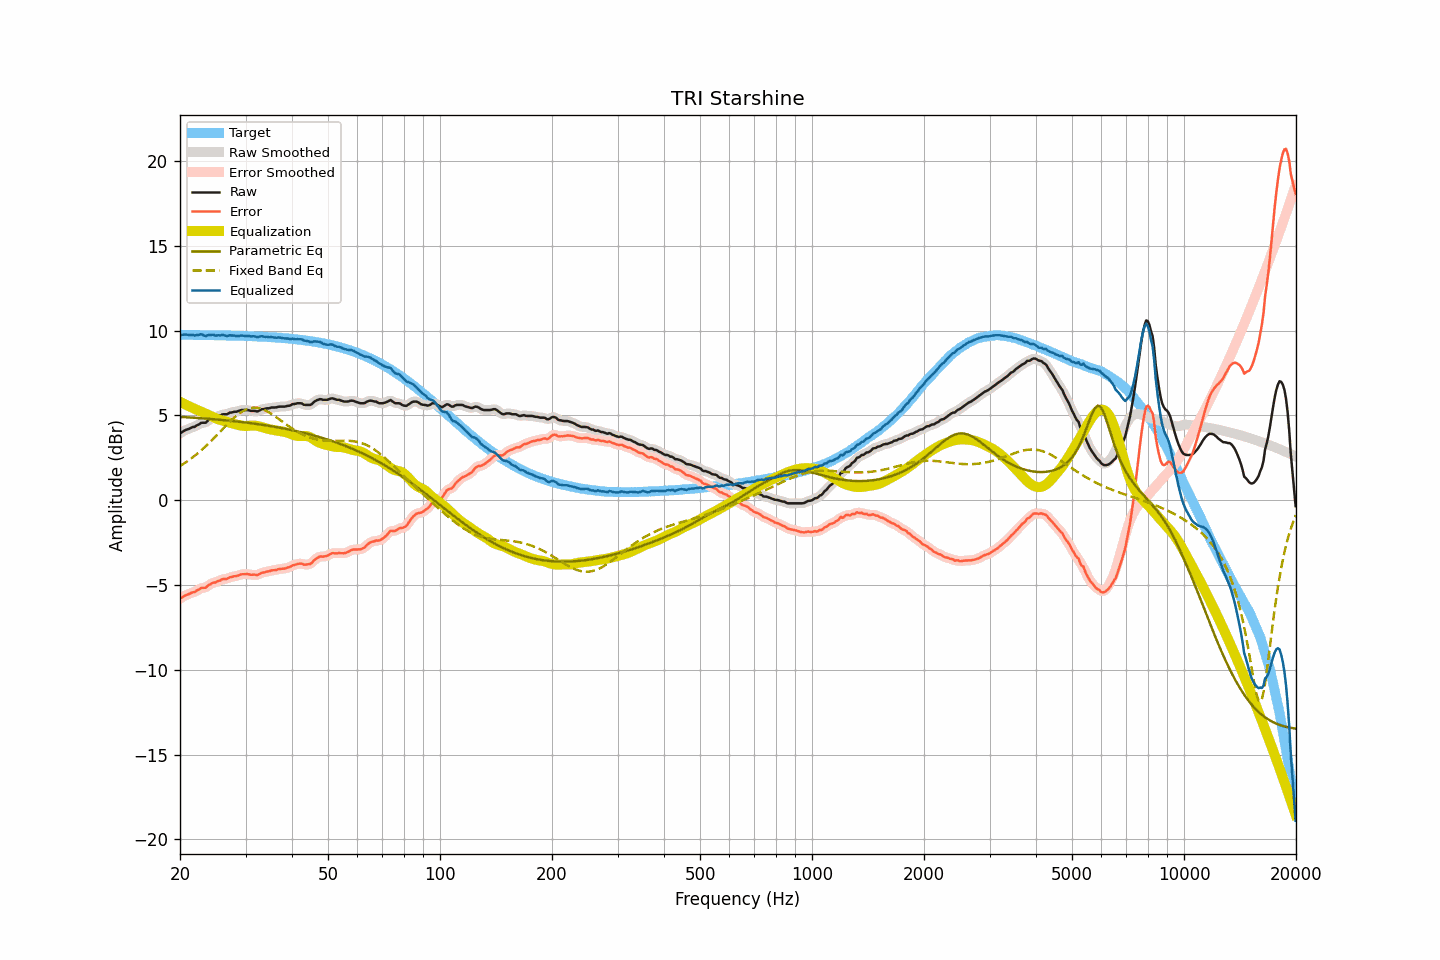 TRI Starshine
Target
Raw Smoothed
Error Smoothed
Raw
Error
Equalization
Parametric Eq
Fixed Band Eq
Equalized
20
15
10
5
0
−5
−10
−15
−20
Amplitude (dBr)
20 50 100 200 500 1000 2000 5000 10000 20000
Frequency (Hz)